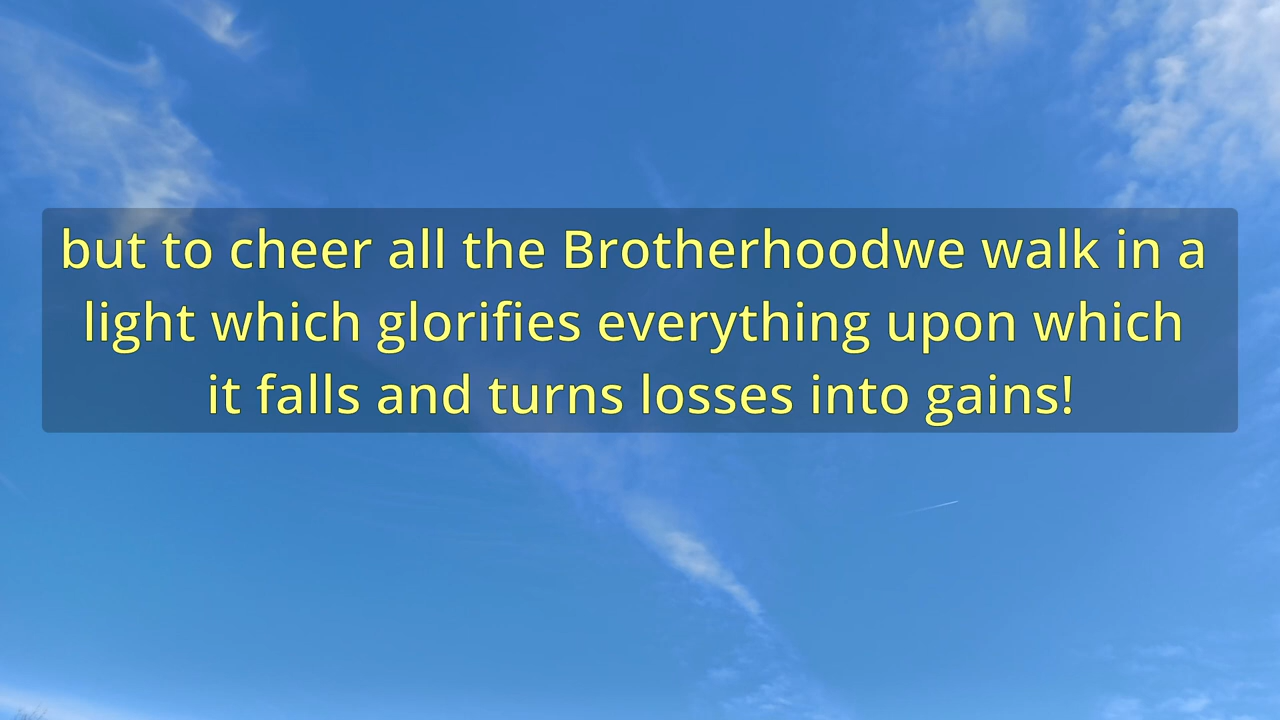 but to cheer all the Brotherhoodwe walk in a
light which glorifies everything upon which
it falls and turns losses into gains!